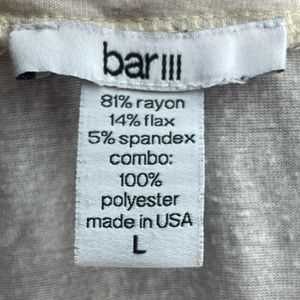 bar III
81% rayon
14% flax
5% spandex
combo:
100%
polyester
made in USA
L